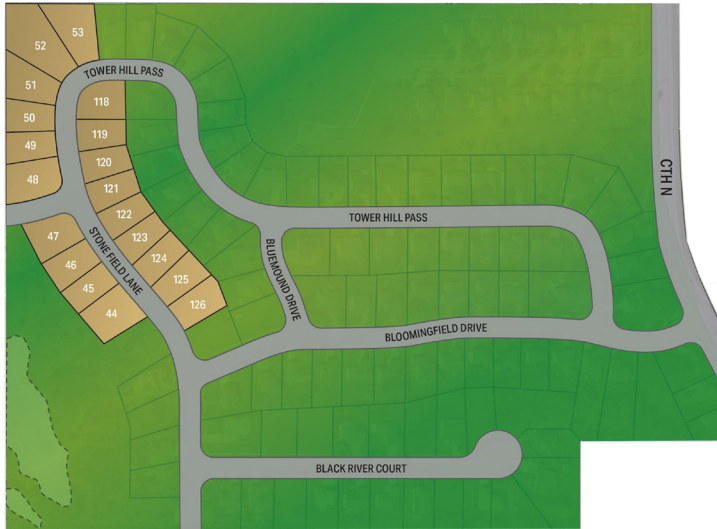 53
52
TOWER HILL PASS
51
118
50
119
49
120
48
121
122
47
123
STONE FIELD LANE
124
46
125
45
126
44
TOWER HILL PASS
CTH N
BLUEMOUND DRIVE
BLOOMINGFIELD DRIVE
BLACK RIVER COURT